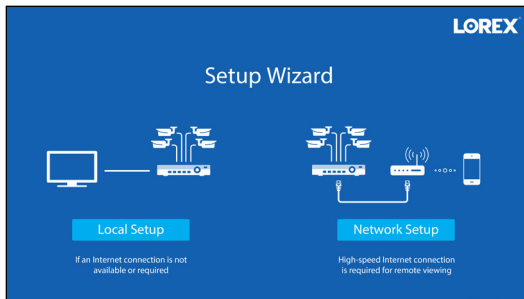 LOREX
Setup Wizard
Local Setup
If an Internet connection is not
available or required
Network Setup
High-speed Internet connection
is required for remote viewing